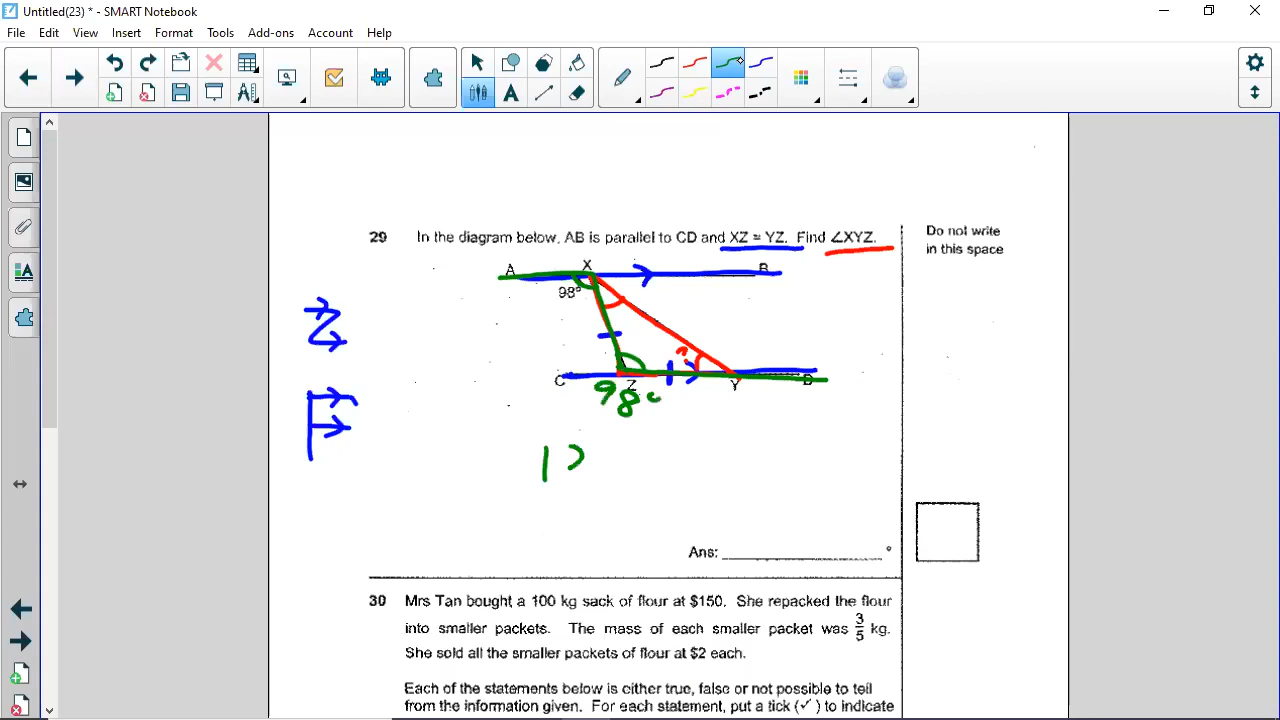 Untitled(23) * - SMART Notebook
File Edit View Insert Format Tools Add-ons Account Help
29 In the diagram below, AB is parallel to CD and XZ = YZ. Find ∠XYZ.
Do not write
in this space
A X B
98°
?
C Z Y D
98°
Z
F
Ans: ______________ °
30 Mrs Tan bought a 100 kg sack of flour at $150. She repacked the flour
into smaller packets. The mass of each smaller packet was 3/5 kg.
She sold all the smaller packets of flour at $2 each.
Each of the statements below is either true, false or not possible to tell
from the information given. For each statement, put a tick (✓) to indicate